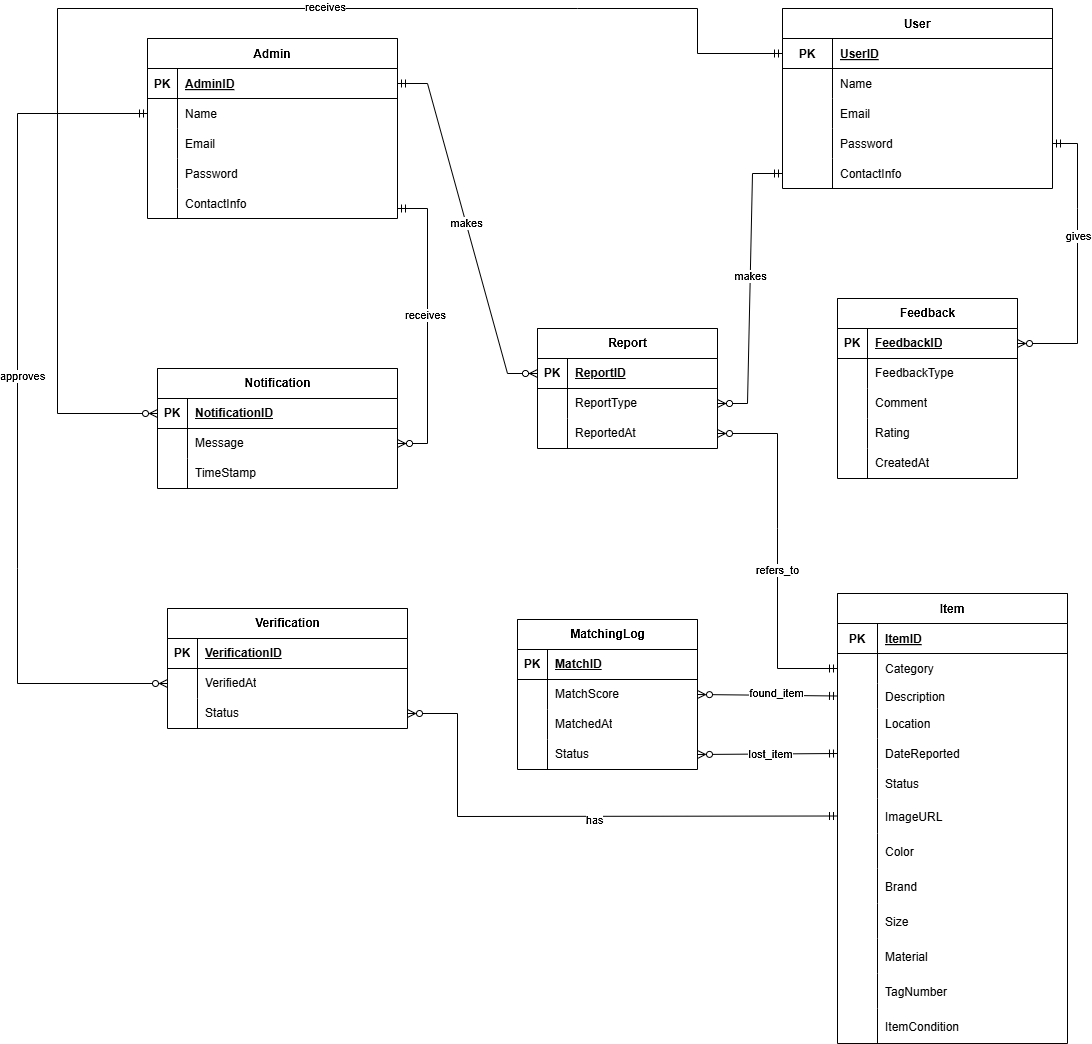 receives
User
PK UserID
Name
Email
Password
ContactInfo
Admin
PK AdminID
Name
Email
Password
ContactInfo
makes
makes
gives
receives
approves
Feedback
PK FeedbackID
FeedbackType
Comment
Rating
CreatedAt
Report
PK ReportID
ReportType
ReportedAt
Notification
PK NotificationID
Message
TimeStamp
refers_to
Item
PK ItemID
Category
Description
Location
DateReported
Status
ImageURL
Color
Brand
Size
Material
TagNumber
ItemCondition
Verification
PK VerificationID
VerifiedAt
Status
MatchingLog
PK MatchID
MatchScore
MatchedAt
Status
found_item
lost_item
has